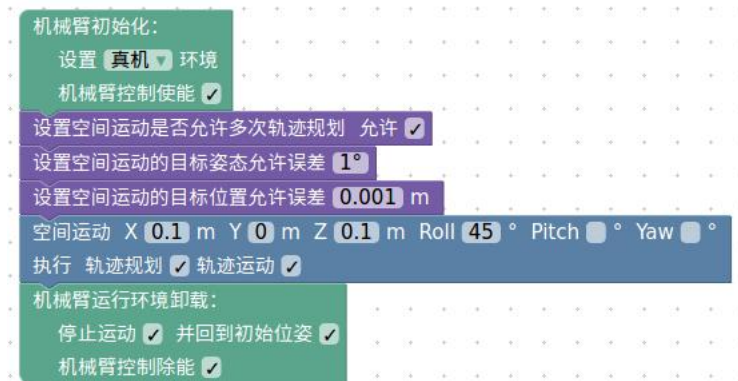 机械臂初始化：
设置 真机 环境
机械臂控制使能
设置空间运动是否允许多次轨迹规划 允许
设置空间运动的目标姿态允许误差 1°
设置空间运动的目标位置允许误差 0.001 m
空间运动 X 0.1 m Y 0 m Z 0.1 m Roll 45 ° Pitch ° Yaw °
执行 轨迹规划 轨迹运动
机械臂运行环境卸载：
停止运动 并回到初始位姿
机械臂控制除能